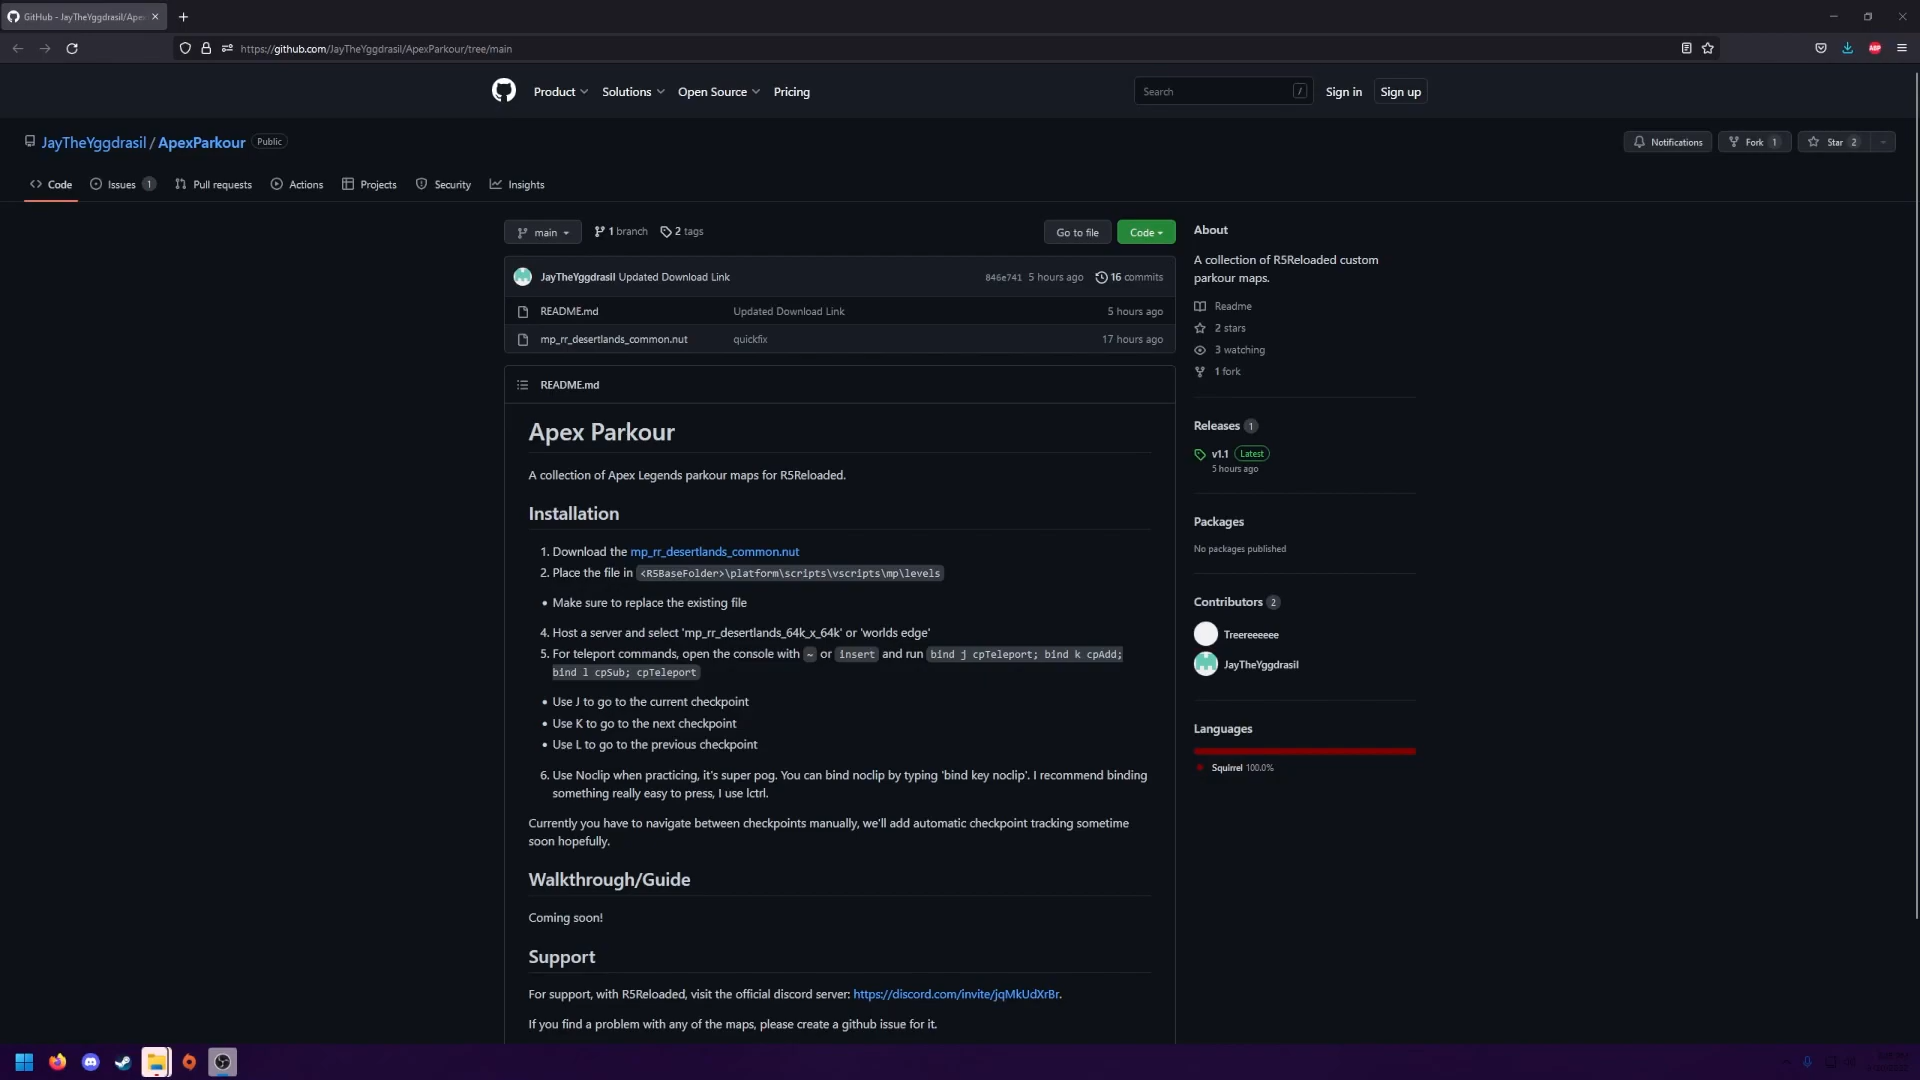 GitHub - JayTheYggdrasil/Ape
https://github.com/JayTheYggdrasil/ApexParkour/tree/main
ABP
Product Solutions Open Source Pricing Search / Sign in Sign up
JayTheYggdrasil / ApexParkour Public Notifications Fork 1 Star 2
Code Issues 1 Pull requests Actions Projects Security Insights
main 1 branch 2 tags Go to file Code
JayTheYggdrasil Updated Download Link 846e741 5 hours ago 16 commits
README.md Updated Download Link 5 hours ago
mp_rr_desertlands_common.nut quickfix 17 hours ago
README.md
Apex Parkour
A collection of Apex Legends parkour maps for R5Reloaded.
Installation
1. Download the mp_rr_desertlands_common.nut
2. Place the file in <R5BaseFolder>\platform\scripts\vscripts\mp\levels
• Make sure to replace the existing file
4. Host a server and select 'mp_rr_desertlands_64k_x_64k' or 'worlds edge'
5. For teleport commands, open the console with ~ or insert and run bind j cpTeleport; bind k cpAdd;
bind l cpSub; cpTeleport
• Use J to go to the current checkpoint
• Use K to go to the next checkpoint
• Use L to go to the previous checkpoint
6. Use Noclip when practicing, it's super pog. You can bind noclip by typing 'bind key noclip'. I recommend binding
something really easy to press, I use lctrl.
Currently you have to navigate between checkpoints manually, we'll add automatic checkpoint tracking sometime
soon hopefully.
Walkthrough/Guide
Coming soon!
Support
For support, with R5Reloaded, visit the official discord server: https://discord.com/invite/jqMkUdXrBr.
If you find a problem with any of the maps, please create a github issue for it.
About
A collection of R5Reloaded custom
parkour maps.
Readme
2 stars
3 watching
1 fork
Releases 1
v1.1 Latest
5 hours ago
Packages
No packages published
Contributors 2
Treereeeeee
JayTheYggdrasil
Languages
Squirrel 100.0%